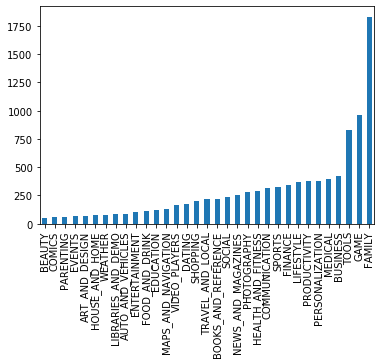 1750
1500
1250
1000
750
500
250
0
BEAUTY
COMICS
PARENTING
EVENTS
ART_AND_DESIGN
HOUSE_AND_HOME
WEATHER
LIBRARIES_AND_DEMO
AUTO_AND_VEHICLES
ENTERTAINMENT
FOOD_AND_DRINK
EDUCATION
MAPS_AND_NAVIGATION
VIDEO_PLAYERS
DATING
SHOPPING
TRAVEL_AND_LOCAL
BOOKS_AND_REFERENCE
SOCIAL
NEWS_AND_MAGAZINES
PHOTOGRAPHY
HEALTH_AND_FITNESS
COMMUNICATION
SPORTS
FINANCE
LIFESTYLE
PRODUCTIVITY
PERSONALIZATION
MEDICAL
BUSINESS
TOOLS
GAME
FAMILY